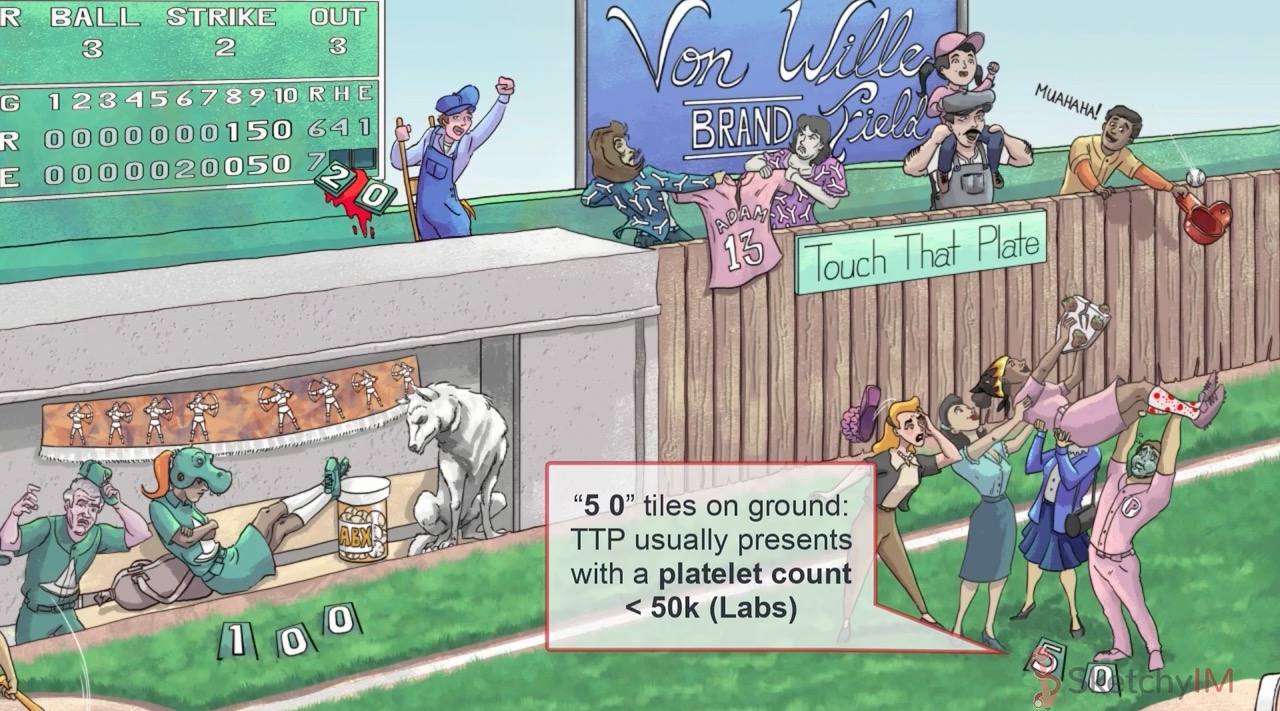 R BALL STRIKE OUT
3 2 3
G 1 2 3 4 5 6 7 8 9 10 R H E
R 0 0 0 0 0 0 0 1 5 0 6 4 1
E 0 0 0 0 0 2 0 0 5 0 7
2 0
Von Wille
BRAND Field
MUAHAHA!
ADAM
13
Touch That Plate
ABX
P
1 0 0
“5 0” tiles on ground:
TTP usually presents
with a platelet count
< 50k (Labs)
5 0
SketchyIM